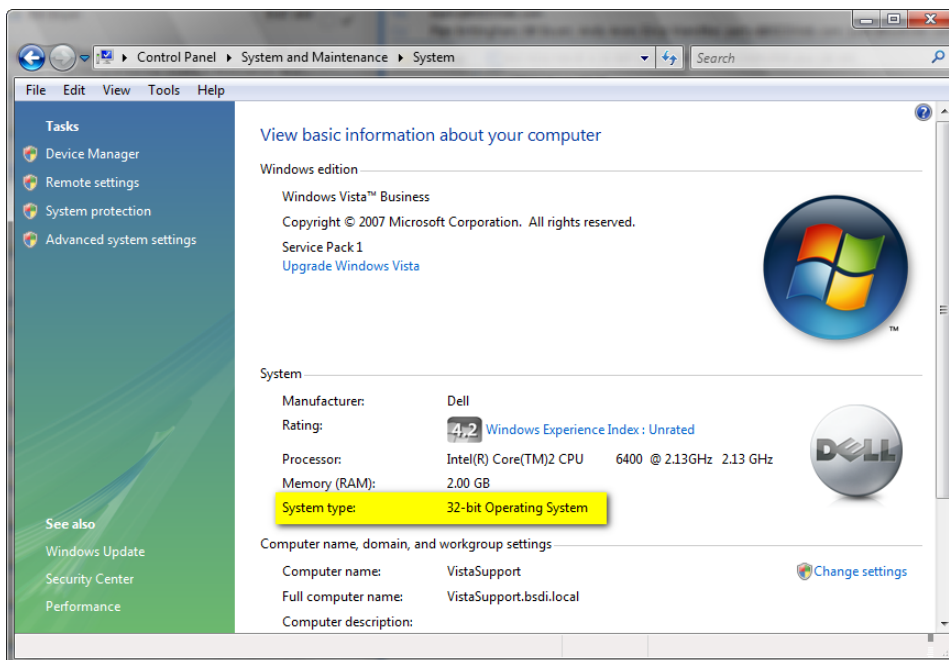 Control Panel ▸ System and Maintenance ▸ System
Search
File Edit View Tools Help
Tasks
Device Manager
Remote settings
System protection
Advanced system settings
See also
Windows Update
Security Center
Performance
View basic information about your computer
Windows edition
Windows Vista™ Business
Copyright © 2007 Microsoft Corporation. All rights reserved.
Service Pack 1
Upgrade Windows Vista
TM
System
Manufacturer: Dell
Rating: 4,2 Windows Experience Index : Unrated
Processor: Intel(R) Core(TM)2 CPU 6400 @ 2.13GHz 2.13 GHz
Memory (RAM): 2.00 GB
System type: 32-bit Operating System
DELL
Computer name, domain, and workgroup settings
Computer name: VistaSupport
Change settings
Full computer name: VistaSupport.bsdi.local
Computer description: